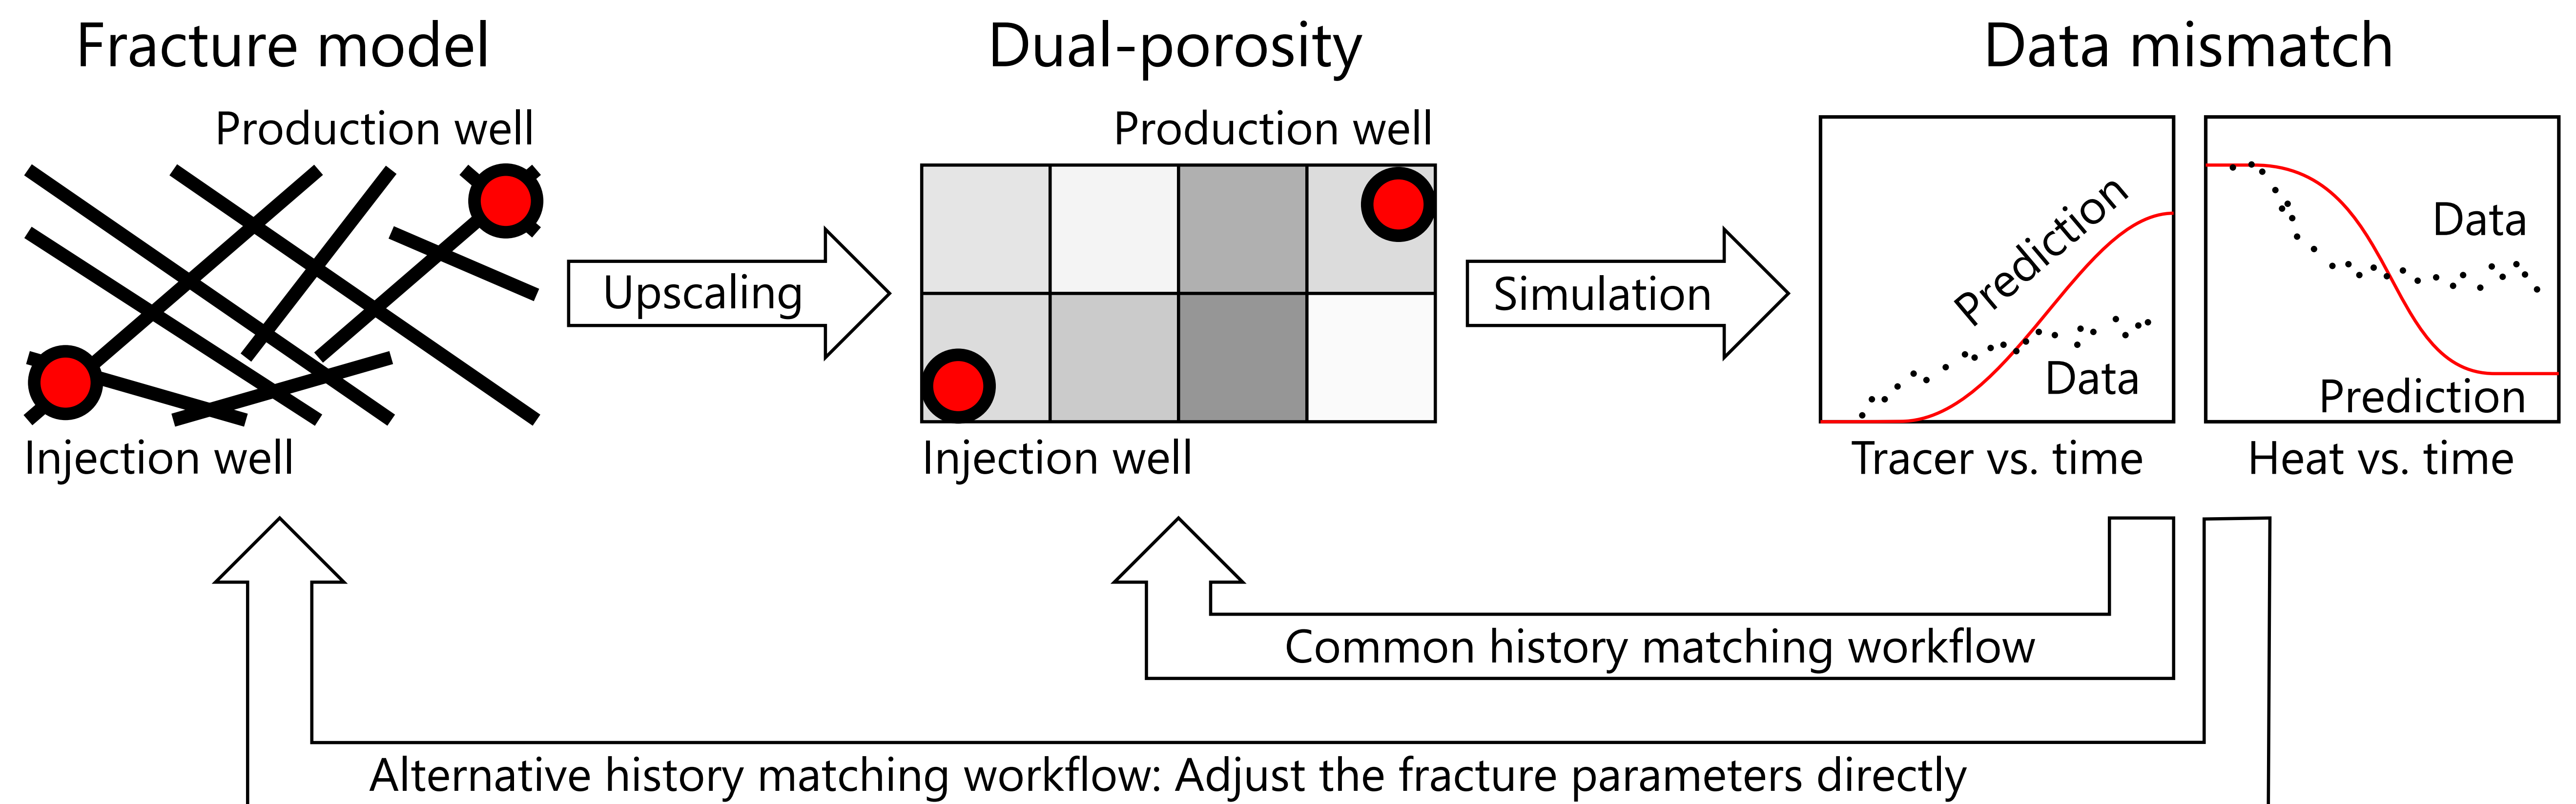 Fracture model
Dual-porosity
Data mismatch
Production well
Injection well
Upscaling
Production well
Injection well
Simulation
Prediction
Data
Tracer vs. time
Data
Prediction
Heat vs. time
Common history matching workflow
Alternative history matching workflow: Adjust the fracture parameters directly